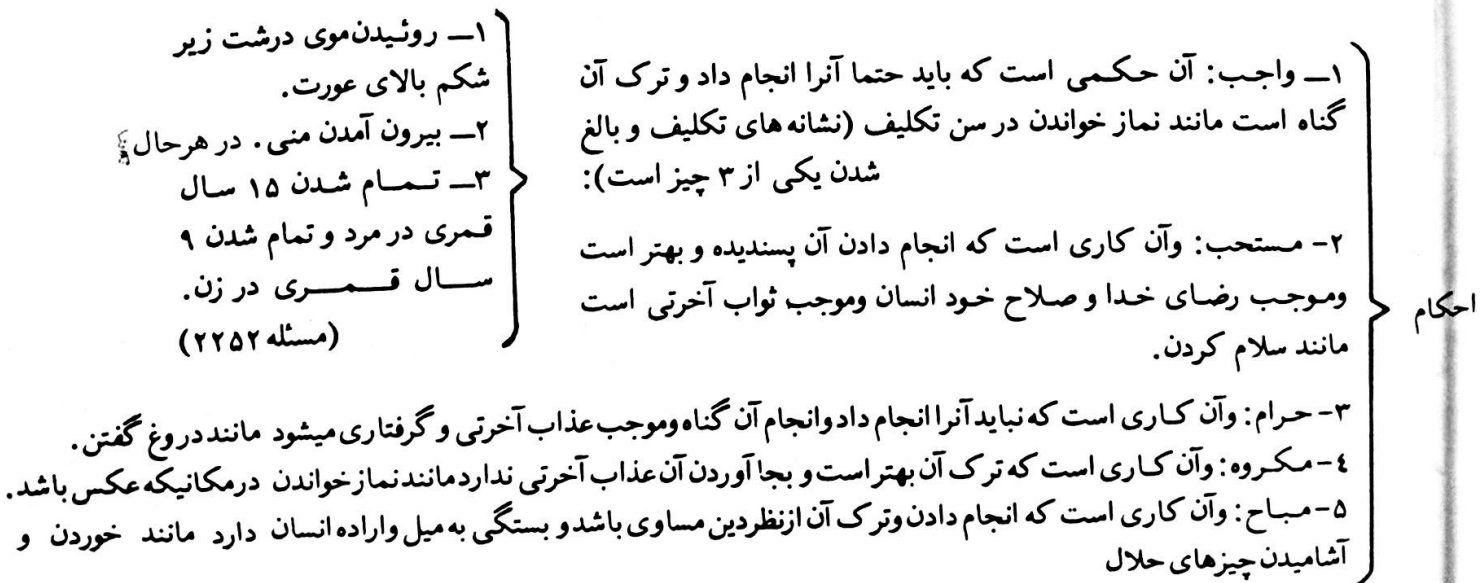 احکام
۱ــ واجب: آن حکمی است که باید حتما آنرا انجام داد و ترک آن
گناه است مانند نماز خواندن در سن تکلیف (نشانه های تکلیف و بالغ
شدن یکی از ۳ چیز است):
۱ــ روئیدن موی درشت زیر
شکم بالای عورت.
۲ــ بیرون آمدن منی. در هرحال
۳ــ تمام شدن ۱۵ سال
قمری در مرد و تمام شدن ۹
سال قمری در زن.
(مسئله ۲۲۵۲)
۲- مستحب: وآن کاری است که انجام دادن آن پسندیده و بهتر است
وموجب رضای خدا و صلاح خود انسان وموجب ثواب آخرتی است
مانند سلام کردن.
۳- حرام: وآن کاری است که نباید آنرا انجام داد وانجام آن گناه وموجب عذاب آخرتی و گرفتاری میشود مانند دروغ گفتن.
٤- مکروه: وآن کاری است که ترک آن بهتر است و بجا آوردن آن عذاب آخرتی ندارد مانند نماز خواندن درمکانیکه عکس باشد.
۵- مباح: وآن کاری است که انجام دادن وترک آن ازنظر دین مساوی باشد و بستگی به میل واراده انسان دارد مانند خوردن و
آشامیدن چیزهای حلال